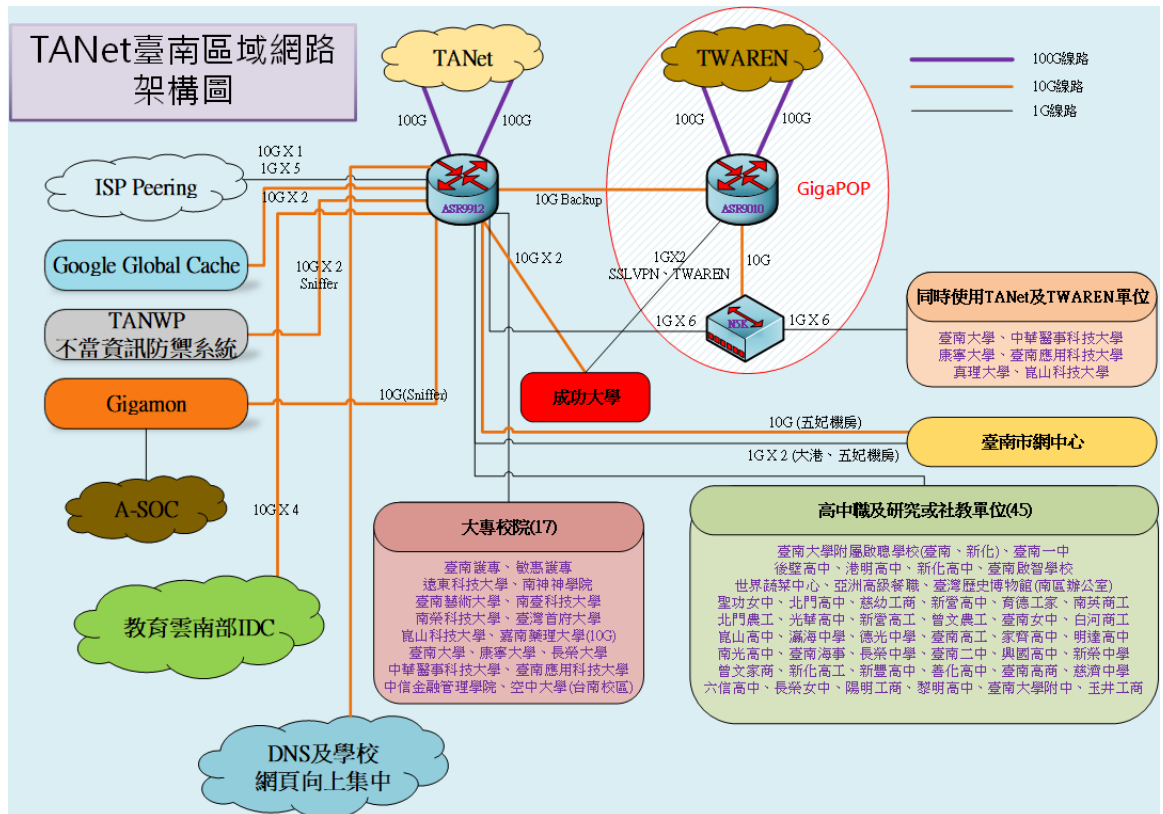 TANet臺南區域網路
架構圖
TANet
TWAREN
100G線路
10G線路
1G線路
100G
100G
100G
100G
10G X 1
1G X 5
ISP Peering
10G X 2
ASR9912
10G Backup
ASR9010
GigaPOP
Google Global Cache
10G X 2
Sniffer
10G X 2
1GX2
SSLVPN、TWAREN
10G
TANWP
不當資訊防禦系統
1G X 6
N5K
1G X 6
同時使用TANet及TWAREN單位
臺南大學、中華醫事科技大學
康寧大學、臺南應用科技大學
真理大學、崑山科技大學
Gigamon
10G(Sniffer)
成功大學
10G (五妃機房)
臺南市網中心
1G X 2 (大港、五妃機房)
A-SOC
10G X 4
大專校院(17)
臺南護專、敏惠護專
遠東科技大學、南神神學院
臺南藝術大學、南臺科技大學
南榮科技大學、臺灣首府大學
崑山科技大學、嘉南藥理大學(10G)
臺南大學、康寧大學、長榮大學
中華醫事科技大學、臺南應用科技大學
中信金融管理學院、空中大學(台南校區)
高中職及研究或社教單位(45)
臺南大學附屬啟聰學校(臺南、新化)、臺南一中
後壁高中、港明高中、新化高中、臺南啟智學校
世界蔬菜中心、亞洲高級餐職、臺灣歷史博物館(南區辦公室)
聖功女中、北門高中、慈幼工商、新營高中、育德工家、南英商工
北門農工、光華高中、新營高工、曾文農工、臺南女中、白河商工
崑山高中、瀛海中學、德光中學、臺南高工、家齊高中、明達高中
南光高中、臺南海事、長榮中學、臺南二中、興國高中、新榮中學
曾文家商、新化高工、新豐高中、善化高中、臺南高商、慈濟中學
六信高中、長榮女中、陽明工商、黎明高中、臺南大學附中、玉井工商
教育雲南部IDC
DNS及學校
網頁向上集中